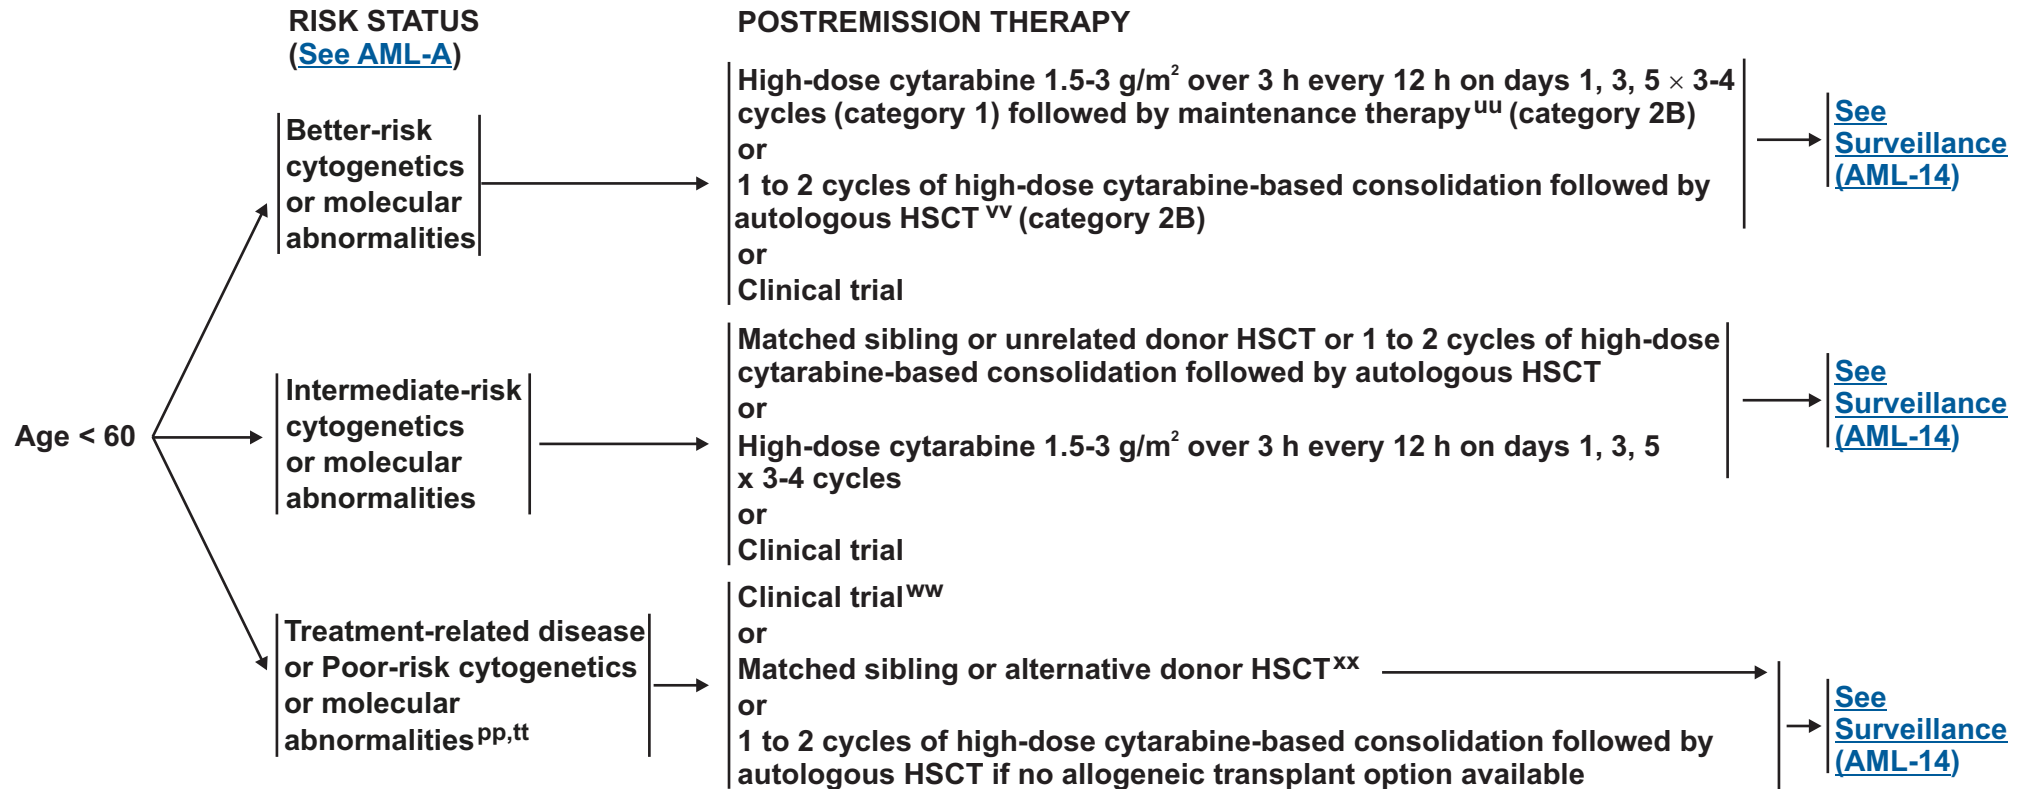 RISK STATUS
(See AML-A)
POSTREMISSION THERAPY
Age < 60
Better-risk
cytogenetics
or molecular
abnormalities
High-dose cytarabine 1.5-3 g/m² over 3 h every 12 h on days 1, 3, 5 × 3-4
cycles (category 1) followed by maintenance therapy uu (category 2B)
or
1 to 2 cycles of high-dose cytarabine-based consolidation followed by
autologous HSCT vv (category 2B)
or
Clinical trial
See
Surveillance
(AML-14)
Intermediate-risk
cytogenetics
or molecular
abnormalities
Matched sibling or unrelated donor HSCT or 1 to 2 cycles of high-dose
cytarabine-based consolidation followed by autologous HSCT
or
High-dose cytarabine 1.5-3 g/m² over 3 h every 12 h on days 1, 3, 5
x 3-4 cycles
or
Clinical trial
See
Surveillance
(AML-14)
Treatment-related disease
or Poor-risk cytogenetics
or molecular
abnormalities pp,tt
Clinical trial ww
or
Matched sibling or alternative donor HSCT xx
or
1 to 2 cycles of high-dose cytarabine-based consolidation followed by
autologous HSCT if no allogeneic transplant option available
See
Surveillance
(AML-14)